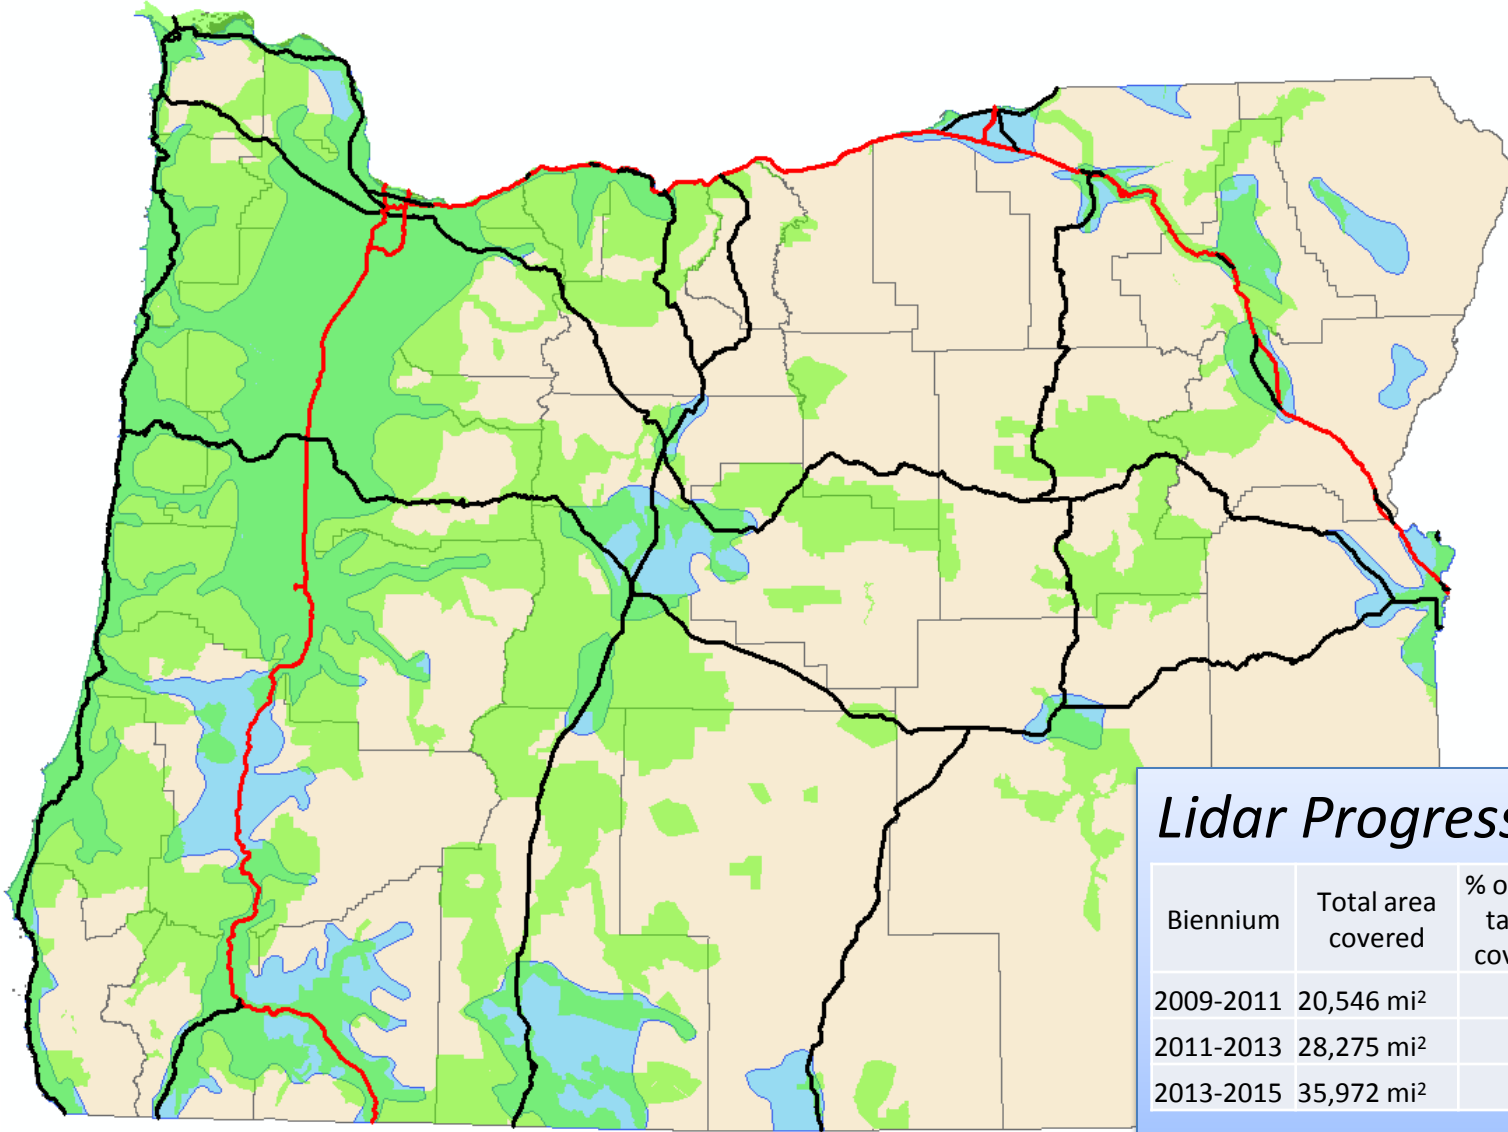 Lidar Progress
Biennium
Total area
covered
% o
ta
cov
2009-2011 20,546 mi²
2011-2013 28,275 mi²
2013-2015 35,972 mi²